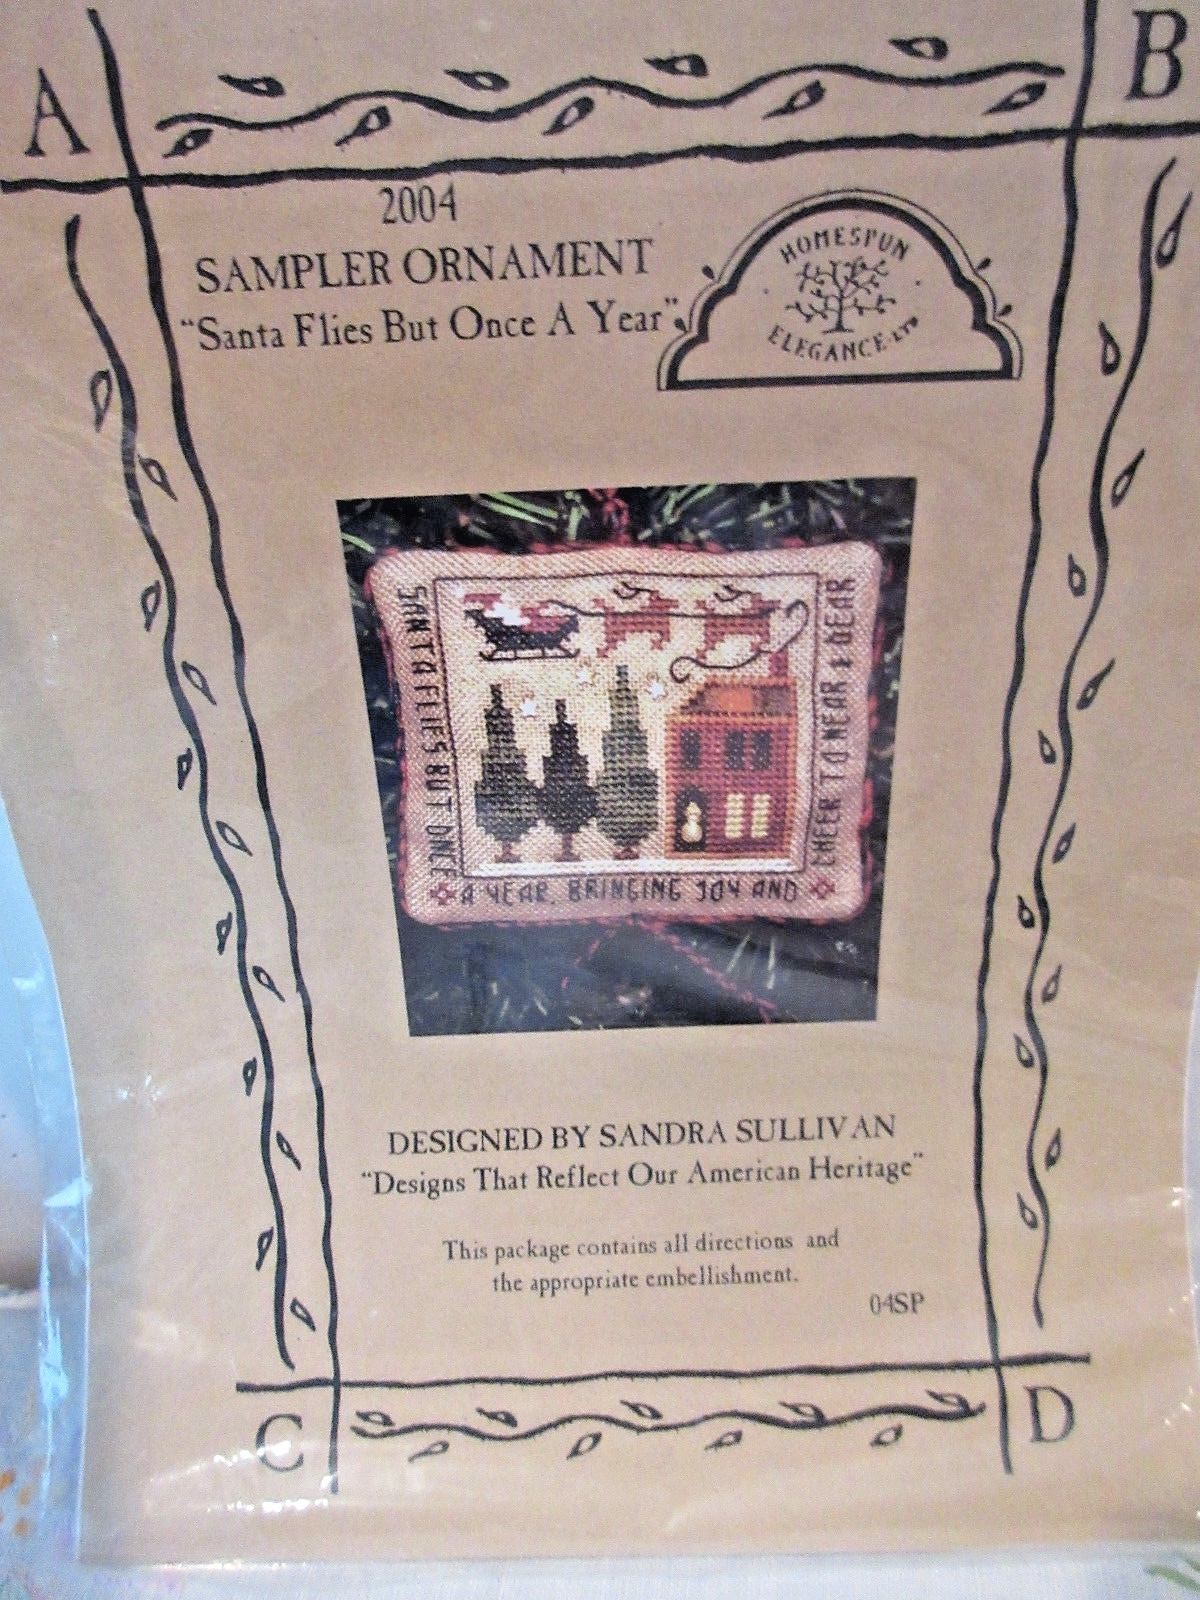 A
B
2004
SAMPLER ORNAMENT
"Santa Flies But Once A Year"
HOMESPUN
ELEGANCE LTD
SANTA FLIES BUT ONCE
A YEAR, BRINGING JOY AND
CHEER TO NEAR & DEAR
DESIGNED BY SANDRA SULLIVAN
"Designs That Reflect Our American Heritage"
This package contains all directions and
the appropriate embellishment.
04SP
C
D